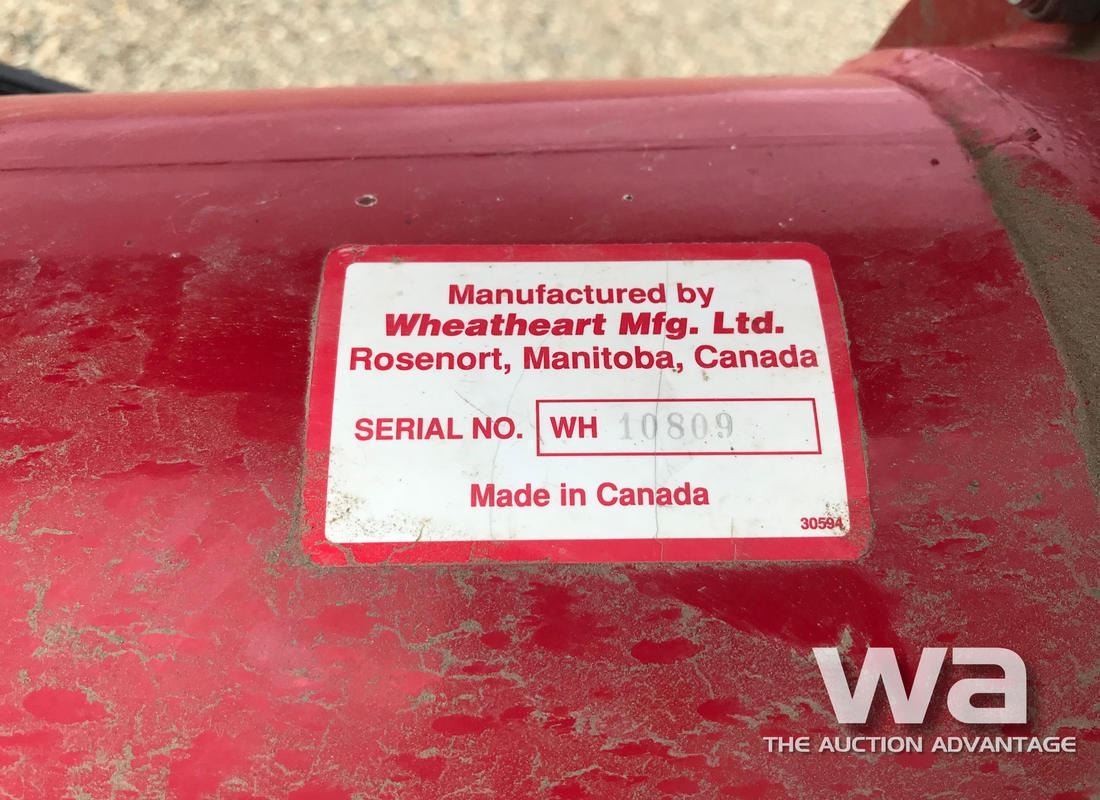 Manufactured by
Wheatheart Mfg. Ltd.
Rosenort, Manitoba, Canada
SERIAL NO. WH 10809
Made in Canada
30594
wa
THE AUCTION ADVANTAGE